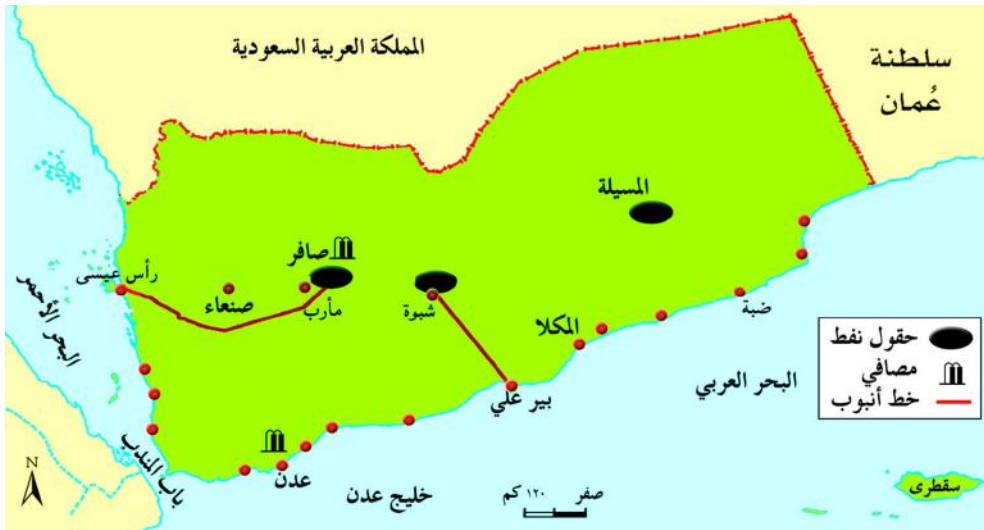 المملكة العربية السعودية
سلطنة
عُمان
المسيلة
صافر
رأس عيسى
صنعاء
مأرب
شبوة
المكلا
ضبة
بير علي
البحر الأحمر
البحر العربي
باب المندب
عدن
خليج عدن
سقطرى
حقول نفط
مصافي
خط أنبوب
N
صفر ١٢٠ كم